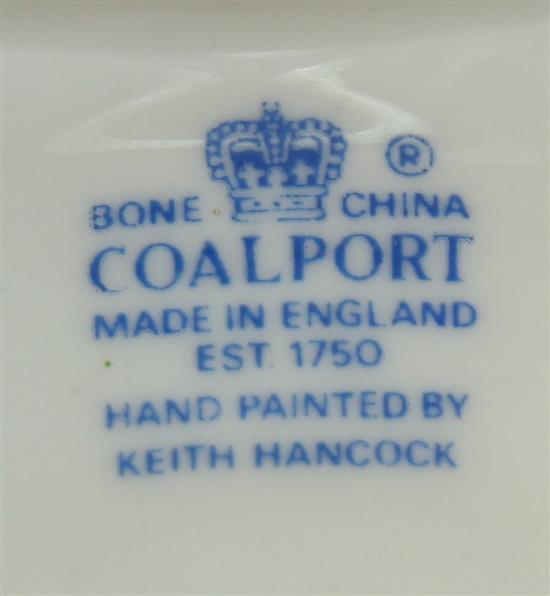 ®
BONE CHINA
COALPORT
MADE IN ENGLAND
EST. 1750
HAND PAINTED BY
KEITH HANCOCK